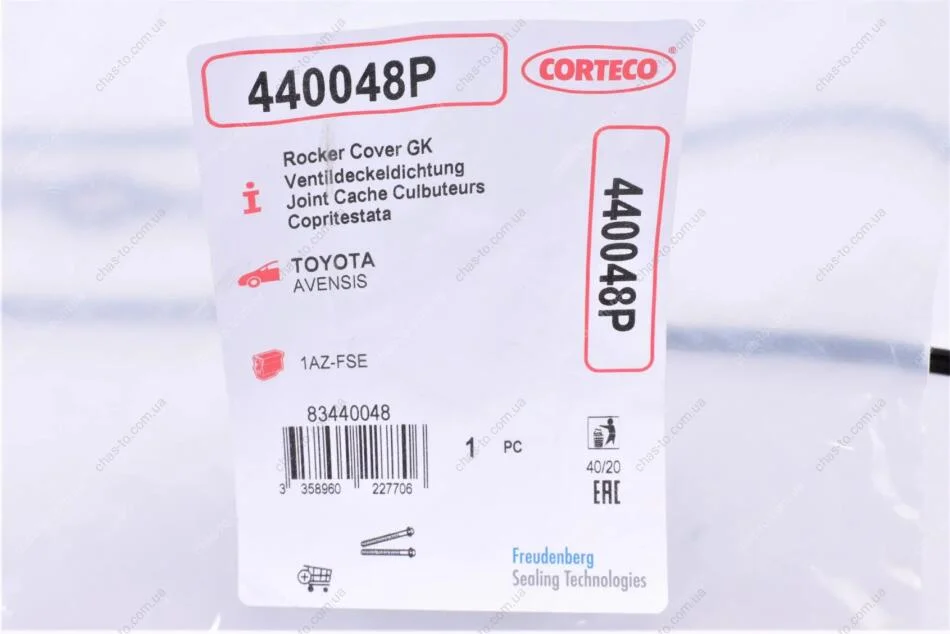 440048P
CORTECO®
Rocker Cover GK
Ventildeckeldichtung
Joint Cache Culbuteurs
Copritestata
440048P
TOYOTA
AVENSIS
1AZ-FSE
83440048
3 358960 227706
1 PC
40/20
EAC
Freudenberg
Sealing Technologies
chas-to.com.ua